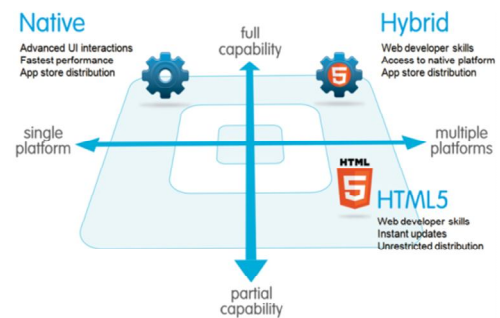 Native
Advanced UI interactions
Fastest performance
App store distribution
full
capability
Hybrid
Web developer skills
Access to native platform
App store distribution
5
single
platform
multiple
platforms
HTML
5
HTML5
Web developer skills
Instant updates
Unrestricted distribution
partial
capability